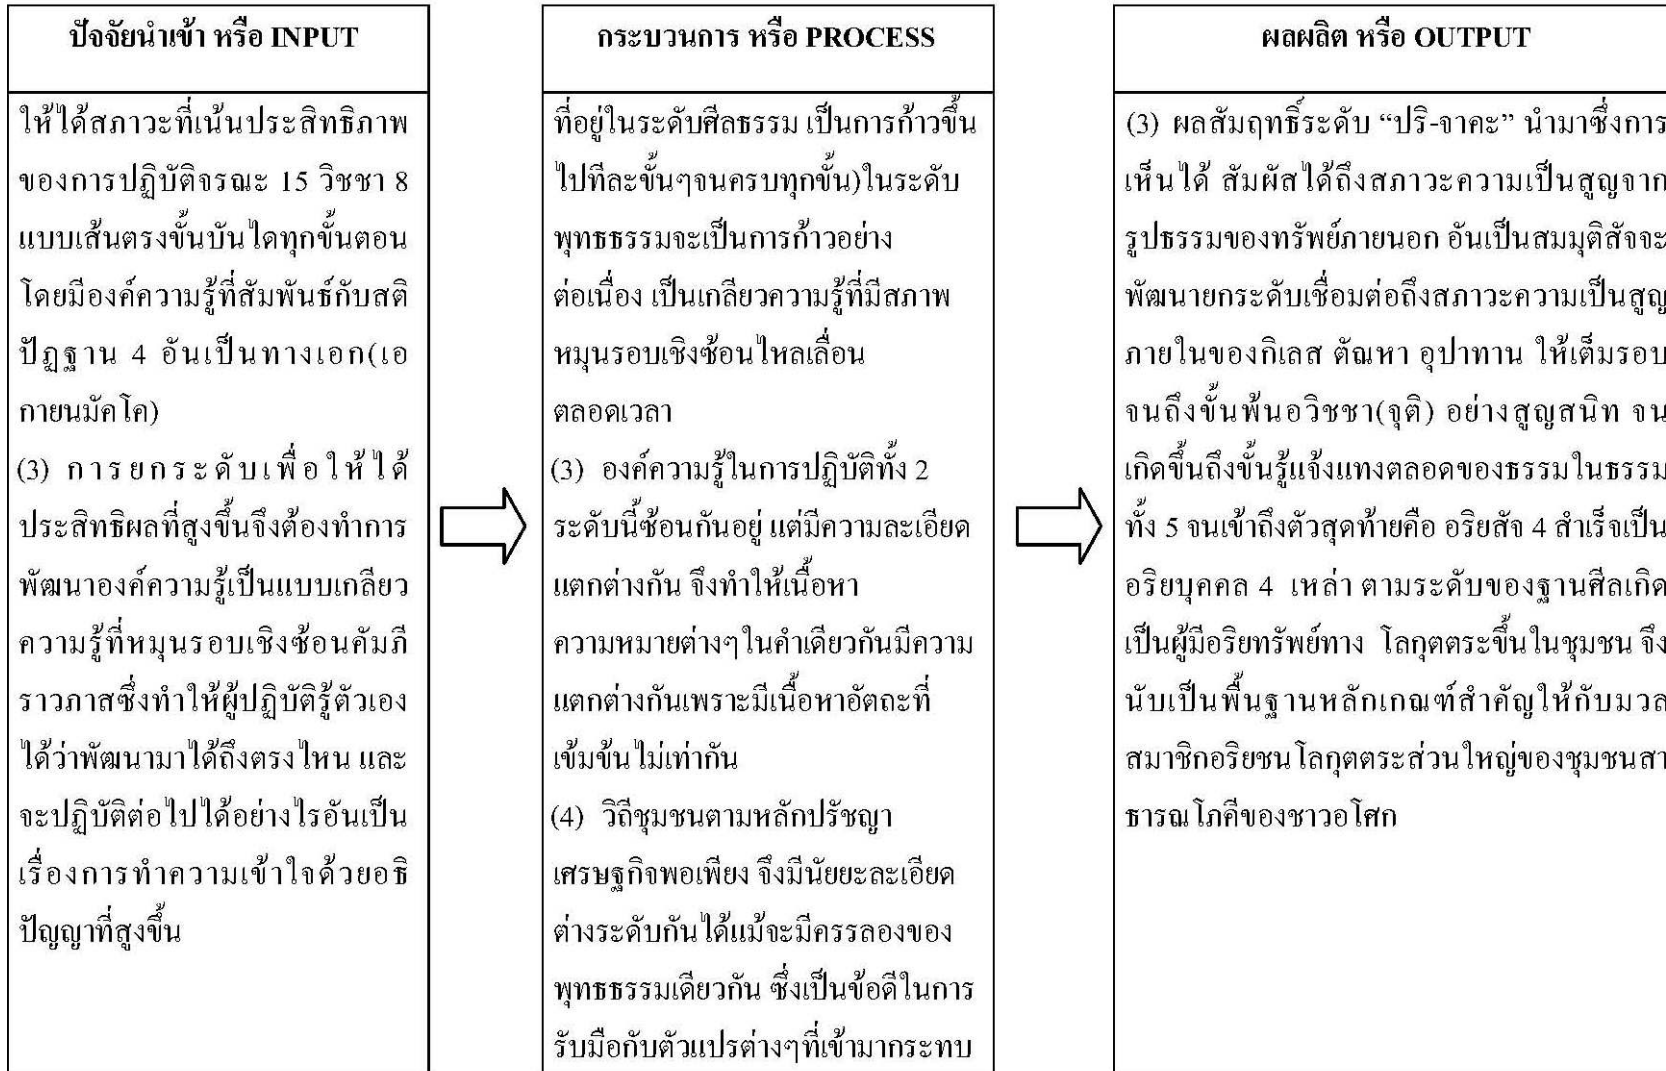 ปัจจัยนำเข้า หรือ INPUT
ให้ได้สภาวะที่เน้นประสิทธิภาพ
ของการปฏิบัติจรณะ 15 วิชชา 8
แบบเส้นตรงขั้นบันไดทุกขั้นตอน
โดยมีองค์ความรู้ที่สัมพันธ์กับสติ
ปัฏฐาน 4 อันเป็นทางเอก(เอ
กายนมัคโค)
(3) การยกระดับเพื่อให้ได้
ประสิทธิผลที่สูงขึ้นจึงต้องทำการ
พัฒนาองค์ความรู้เป็นแบบเกลียว
ความรู้ที่หมุนรอบเชิงซ้อนคัมภี
ราวภาสซึ่งทำให้ผู้ปฏิบัติรู้ตัวเอง
ได้ว่าพัฒนามาได้ถึงตรงไหน และ
จะปฏิบัติต่อไปได้อย่างไรอันเป็น
เรื่องการทำความเข้าใจด้วยอธิ
ปัญญาที่สูงขึ้น
กระบวนการ หรือ PROCESS
ที่อยู่ในระดับศีลธรรม เป็นการก้าวขึ้น
ไปทีละขั้นๆจนครบทุกขั้น)ในระดับ
พุทธธรรมจะเป็นการก้าวอย่าง
ต่อเนื่อง เป็นเกลียวความรู้ที่มีสภาพ
หมุนรอบเชิงซ้อนไหลเลื่อน
ตลอดเวลา
(3) องค์ความรู้ในการปฏิบัติทั้ง 2
ระดับนี้ซ้อนกันอยู่ แต่มีความละเอียด
แตกต่างกัน จึงทำให้เนื้อหา
ความหมายต่างๆในคำเดียวกันมีความ
แตกต่างกันเพราะมีเนื้อหาอัตถะที่
เข้มข้นไม่เท่ากัน
(4) วิถีชุมชนตามหลักปรัชญา
เศรษฐกิจพอเพียง จึงมีนัยยะละเอียด
ต่างระดับกันได้แม้จะมีครรลองของ
พุทธธรรมเดียวกัน ซึ่งเป็นข้อดีในการ
รับมือกับตัวแปรต่างๆที่เข้ามากระทบ
ผลผลิต หรือ OUTPUT
(3) ผลสัมฤทธิ์ระดับ “ปริ-จาคะ” นำมาซึ่งการ
เห็นได้ สัมผัสได้ถึงสภาวะความเป็นสูญจาก
รูปธรรมของทรัพย์ภายนอก อันเป็นสมมุติสัจจะ
พัฒนายกระดับเชื่อมต่อถึงสภาวะความเป็นสูญ
ภายในของกิเลส ตัณหา อุปาทาน ให้เต็มรอบ
จนถึงขั้นพ้นอวิชชา(จุติ) อย่างสูญสนิท จน
เกิดขึ้นถึงขั้นรู้แจ้งแทงตลอดของธรรมในธรรม
ทั้ง 5 จนเข้าถึงตัวสุดท้ายคือ อริยสัจ 4 สำเร็จเป็น
อริยบุคคล 4 เหล่า ตามระดับของฐานศีลเกิด
เป็นผู้มีอริยทรัพย์ทาง โลกุตตระขึ้นในชุมชน จึง
นับเป็นพื้นฐานหลักเกณฑ์สำคัญให้กับมวล
สมาชิกอริยชนโลกุตตระส่วนใหญ่ของชุมชนสา
ธารณโภคีของชาวอโศก